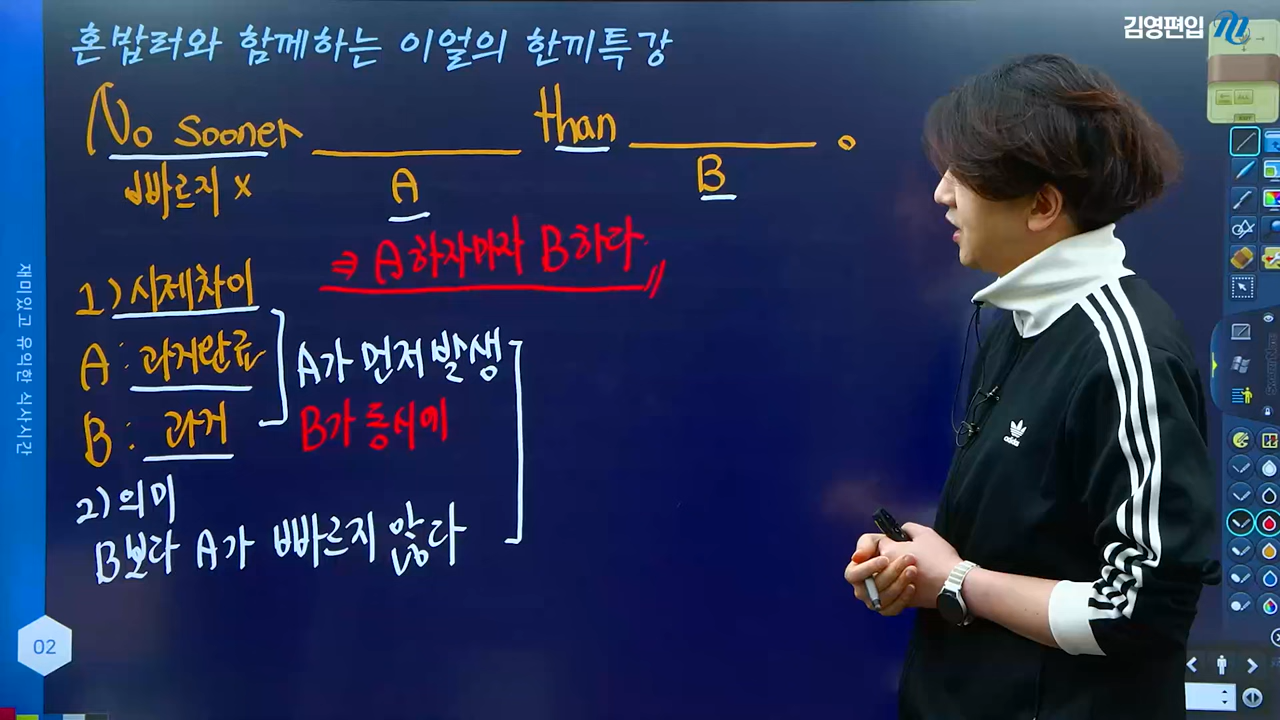 혼밥러와 함께하는 이얼의 한끼특강
김영편입
No sooner ______ than ______ .
빠르지 x A B
⇒ A하자마자 B하다.
1) 시제차이
A : 과거완료
B : 과거
A가 먼저 발생
B가 동시에
2) 의미
B보다 A가 빠르지 않다
재미있고 유익한 식사시간
02
adidas